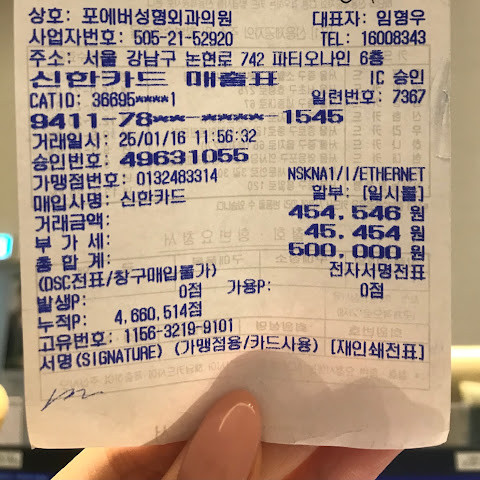 상호: 포에버성형외과의원 대표자: 임형우
사업자번호: 505-21-52920 TEL: 16008343
주소: 서울 강남구 논현로 742 파티오나인 6층
신한카드 매출표 IC 승인
CATID: 36695****1 일련번호: 7367
9411-78**-****-1545
거래일시: 25/01/16 11:56:32
승인번호: 49631055
가맹점번호: 0132483314 NSKNA1/I/ETHERNET
매입사명: 신한카드 할부: [일시불]
거래금액: 454,546 원
부 가 세: 45,454 원
총 합 계: 500,000 원
(DSC전표/창구매입불가) 전자서명전표
발생P: 0점 가용P: 0점
누적P: 4,660,514점
고유번호: 1156-3219-9101
서명(SIGNATURE) (가맹점용/카드사용) [재인쇄전표]